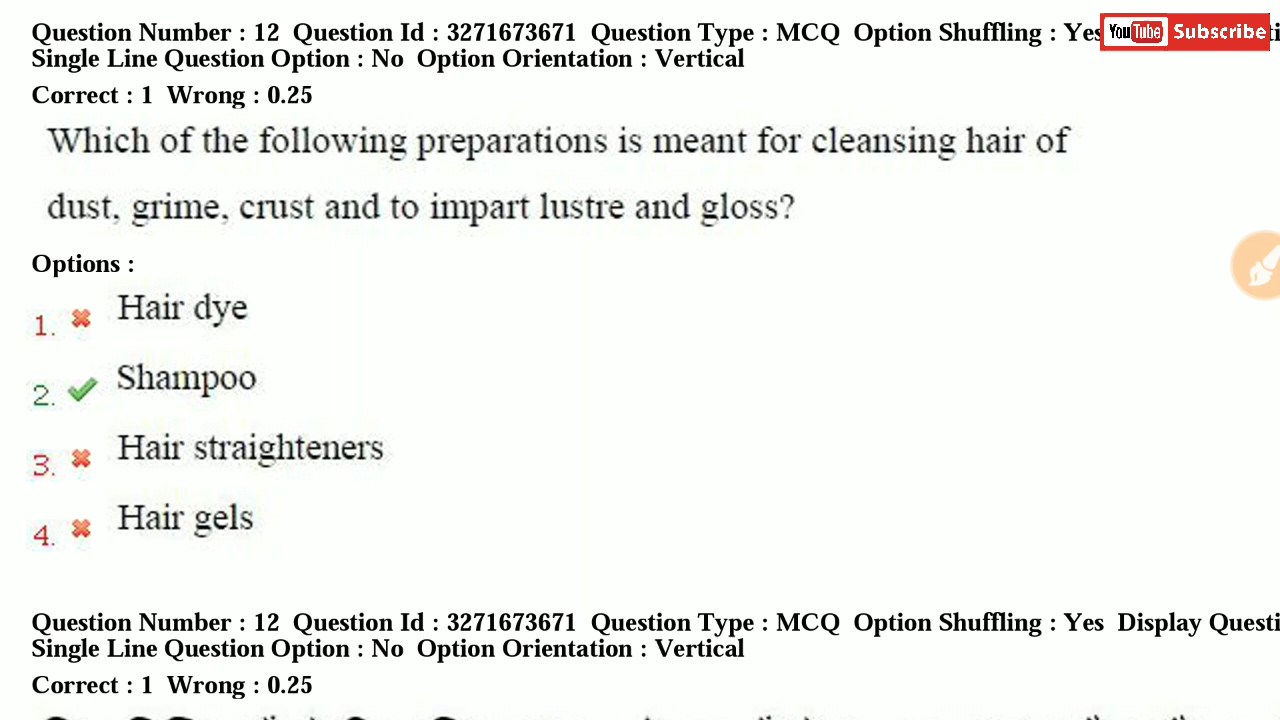 Question Number : 12 Question Id : 3271673671 Question Type : MCQ Option Shuffling : Yes
YouTube Subscribe
Single Line Question Option : No Option Orientation : Vertical
Correct : 1 Wrong : 0.25
Which of the following preparations is meant for cleansing hair of
dust, grime, crust and to impart lustre and gloss?
Options :
1. Hair dye
2. Shampoo
3. Hair straighteners
4. Hair gels
Question Number : 12 Question Id : 3271673671 Question Type : MCQ Option Shuffling : Yes Display Questi
Single Line Question Option : No Option Orientation : Vertical
Correct : 1 Wrong : 0.25